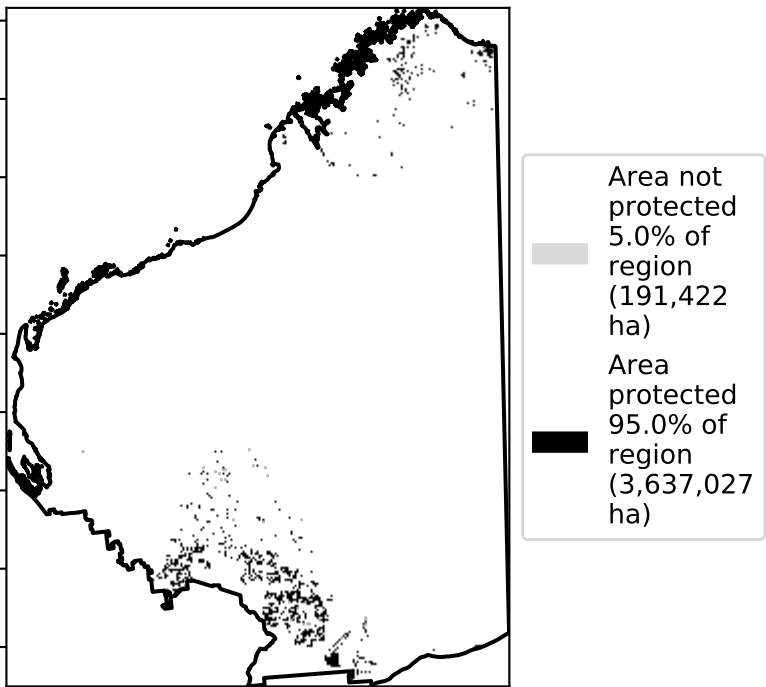 Area not
protected
5.0% of
region
(191,422
ha)
Area
protected
95.0% of
region
(3,637,027
ha)